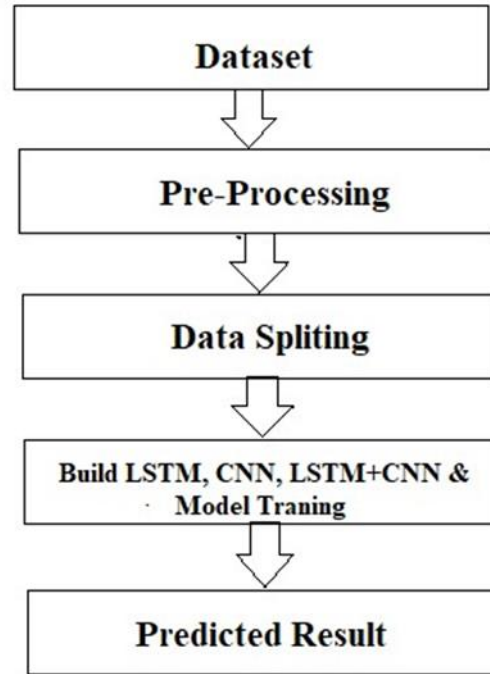 Dataset
Pre-Processing
Data Spliting
Build LSTM, CNN, LSTM+CNN &
Model Traning
Predicted Result